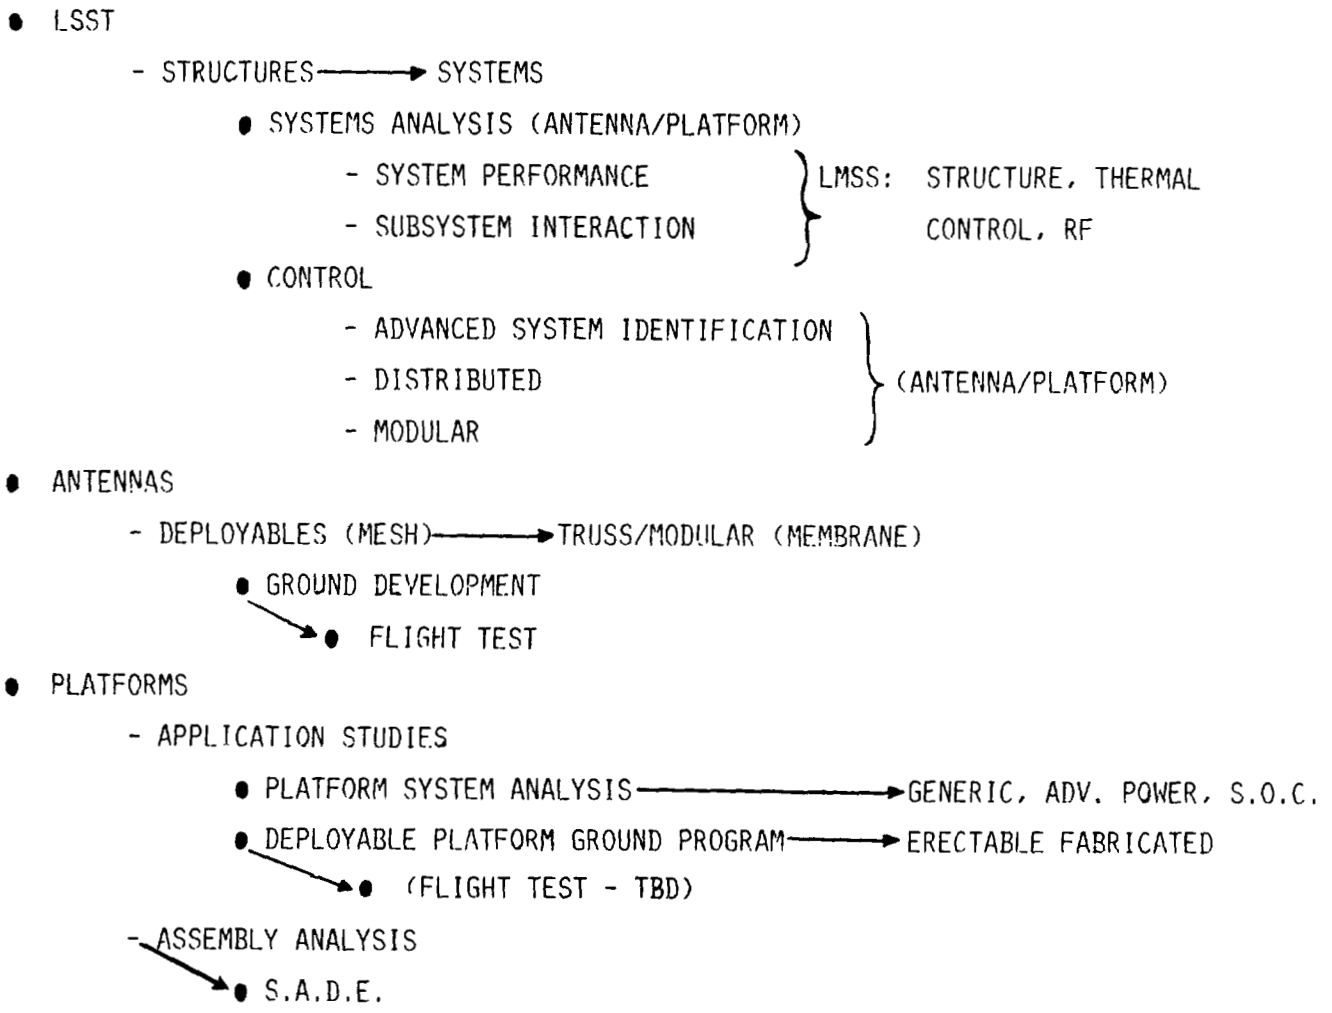 ● LSST
- STRUCTURES → SYSTEMS
● SYSTEMS ANALYSIS (ANTENNA/PLATFORM)
- SYSTEM PERFORMANCE } LMSS: STRUCTURE, THERMAL
- SUBSYSTEM INTERACTION CONTROL, RF
● CONTROL
- ADVANCED SYSTEM IDENTIFICATION
- DISTRIBUTED } (ANTENNA/PLATFORM)
- MODULAR
● ANTENNAS
- DEPLOYABLES (MESH) → TRUSS/MODULAR (MEMBRANE)
● GROUND DEVELOPMENT
● FLIGHT TEST
● PLATFORMS
- APPLICATION STUDIES
● PLATFORM SYSTEM ANALYSIS → GENERIC, ADV. POWER, S.O.C.
● DEPLOYABLE PLATFORM GROUND PROGRAM → ERECTABLE FABRICATED
● (FLIGHT TEST - TBD)
- ASSEMBLY ANALYSIS
● S.A.D.E.